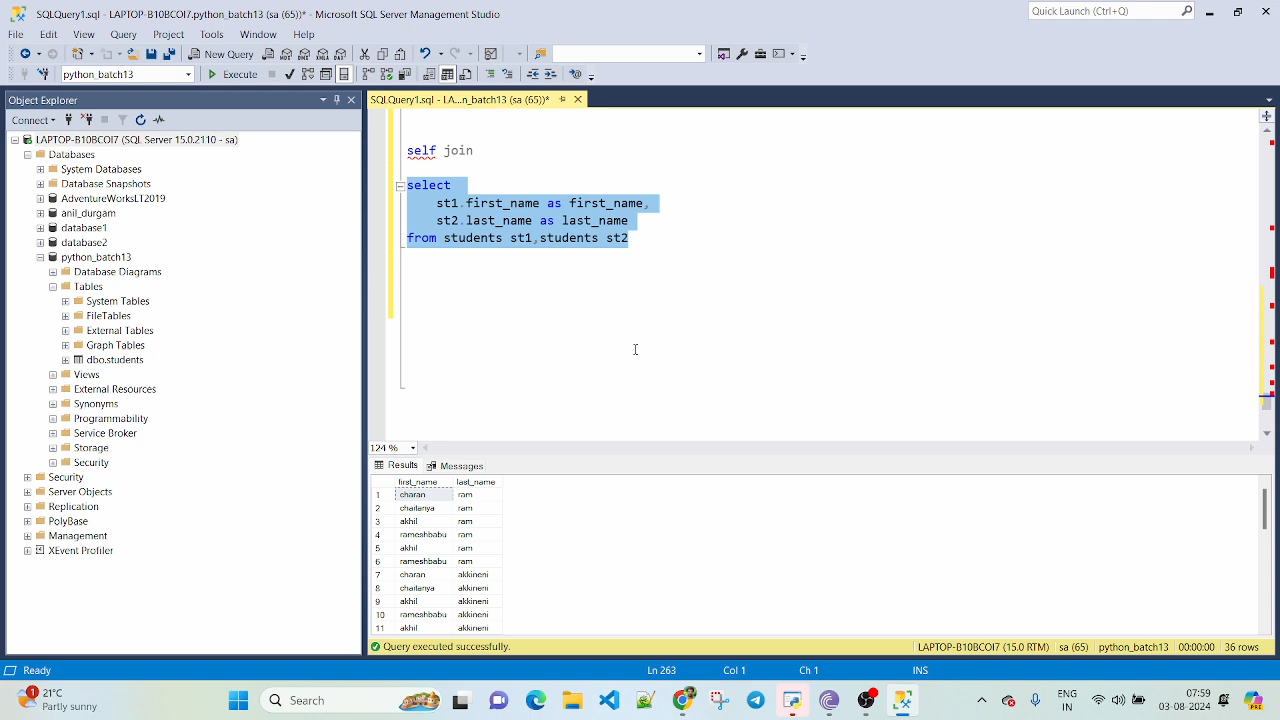 SQLQuery1.sql - LAPTOP-B10BCOI7.python_batch13 (sa (65))* - Microsoft SQL Server Management Studio
Quick Launch (Ctrl+Q)
File Edit View Query Project Tools Window Help
New Query
python_batch13 Execute
Object Explorer
SQLQuery1.sql - LA...n_batch13 (sa (65))*
Connect
LAPTOP-B10BCOI7 (SQL Server 15.0.2110 - sa)
Databases
System Databases
Database Snapshots
AdventureWorksLT2019
anil_durgam
database1
database2
python_batch13
Database Diagrams
Tables
System Tables
FileTables
External Tables
Graph Tables
dbo.students
Views
External Resources
Synonyms
Programmability
Service Broker
Storage
Security
Security
Server Objects
Replication
PolyBase
Management
XEvent Profiler
self join
select
st1.first_name as first_name,
st2.last_name as last_name
from students st1,students st2
124 %
Results Messages
first_name last_name
1 charan ram
2 chaitanya ram
3 akhil ram
4 rameshbabu ram
5 akhil ram
6 rameshbabu ram
7 charan akkineni
8 chaitanya akkineni
9 akhil akkineni
10 rameshbabu akkineni
11 akhil akkineni
Query executed successfully. LAPTOP-B10BCOI7 (15.0 RTM) sa (65) python_batch13 00:00:00 36 rows
Ready Ln 263 Col 1 Ch 1 INS
1 21°C
Partly sunny
Search
ENG
IN
07:59
03-08-2024
PRE